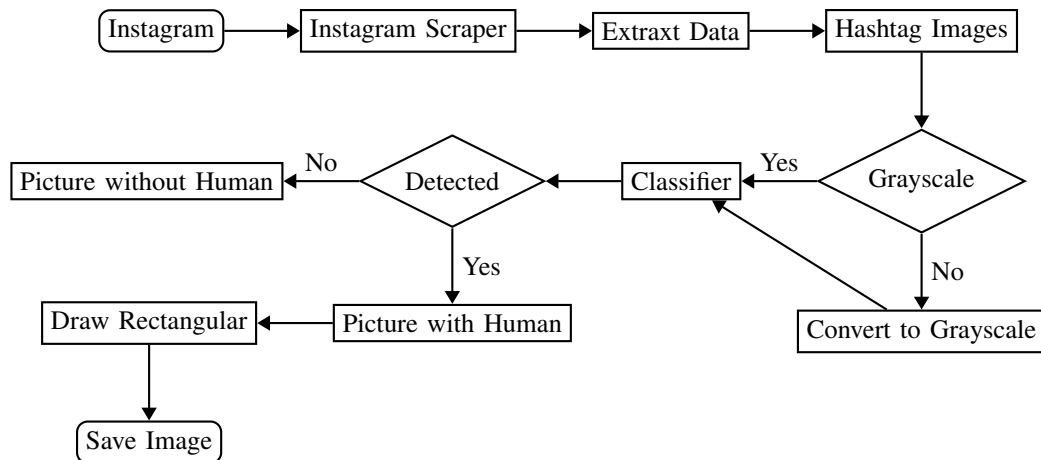 Instagram
Instagram Scraper
Extraxt Data
Hashtag Images
No
Yes
Picture without Human
Detected
Classifier
Grayscale
Yes
No
Draw Rectangular
Picture with Human
Convert to Grayscale
Save Image